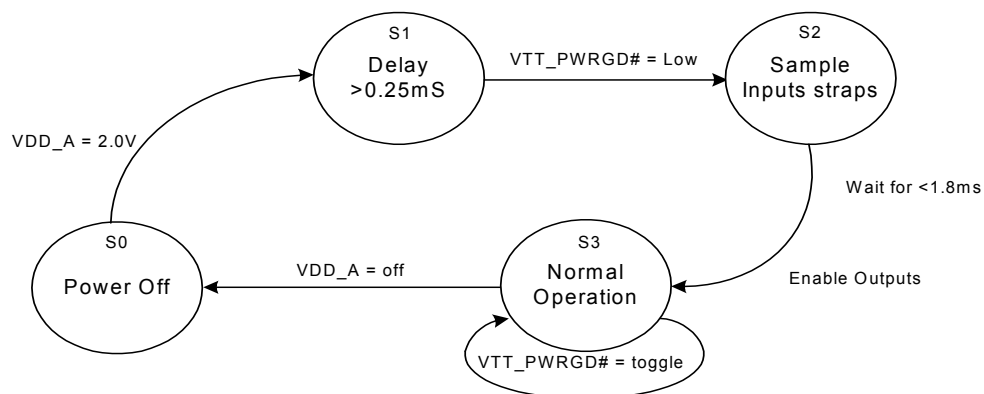 S1
Delay
>0.25mS
VTT_PWRGD# = Low
S2
Sample
Inputs straps
VDD_A = 2.0V
Wait for <1.8ms
S0
Power Off
VDD_A = off
S3
Normal
Operation
Enable Outputs
VTT_PWRGD# = toggle